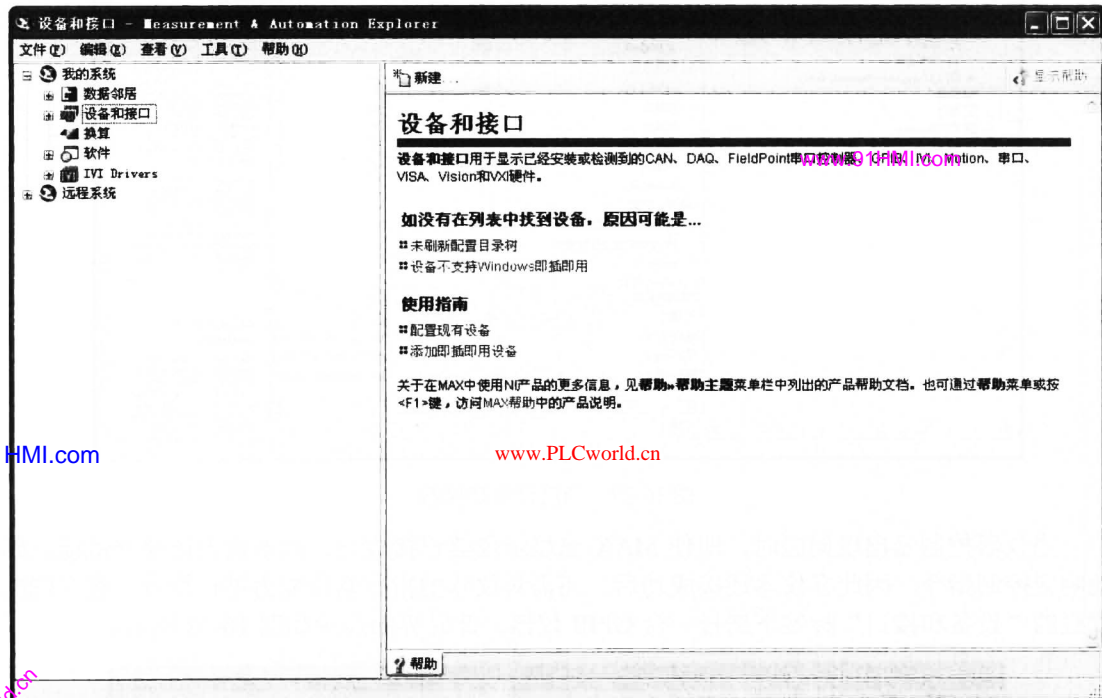 设备和接口 - Measurement & Automation Explorer
文件(F) 编辑(E) 查看(V) 工具(T) 帮助(H)
我的系统
数据邻居
设备和接口
换算
软件
IVI Drivers
远程系统
新建...
显示帮助
设备和接口
设备和接口用于显示已经安装或检测到的CAN、DAQ、FieldPoint串口控制器、GPIB、IVI、Motion、串口、
VISA、Vision和VXI硬件。
www.91HMI.com
如没有在列表中找到设备，原因可能是...
未刷新配置目录树
设备不支持Windows即插即用
使用指南
配置现有设备
添加即插即用设备
关于在MAX中使用NI产品的更多信息，见帮助»帮助主题菜单栏中列出的产品帮助文档。也可通过帮助菜单或按
<F1>键，访问MAX帮助中的产品说明。
HMI.com
www.PLCworld.cn
帮助
d.cn